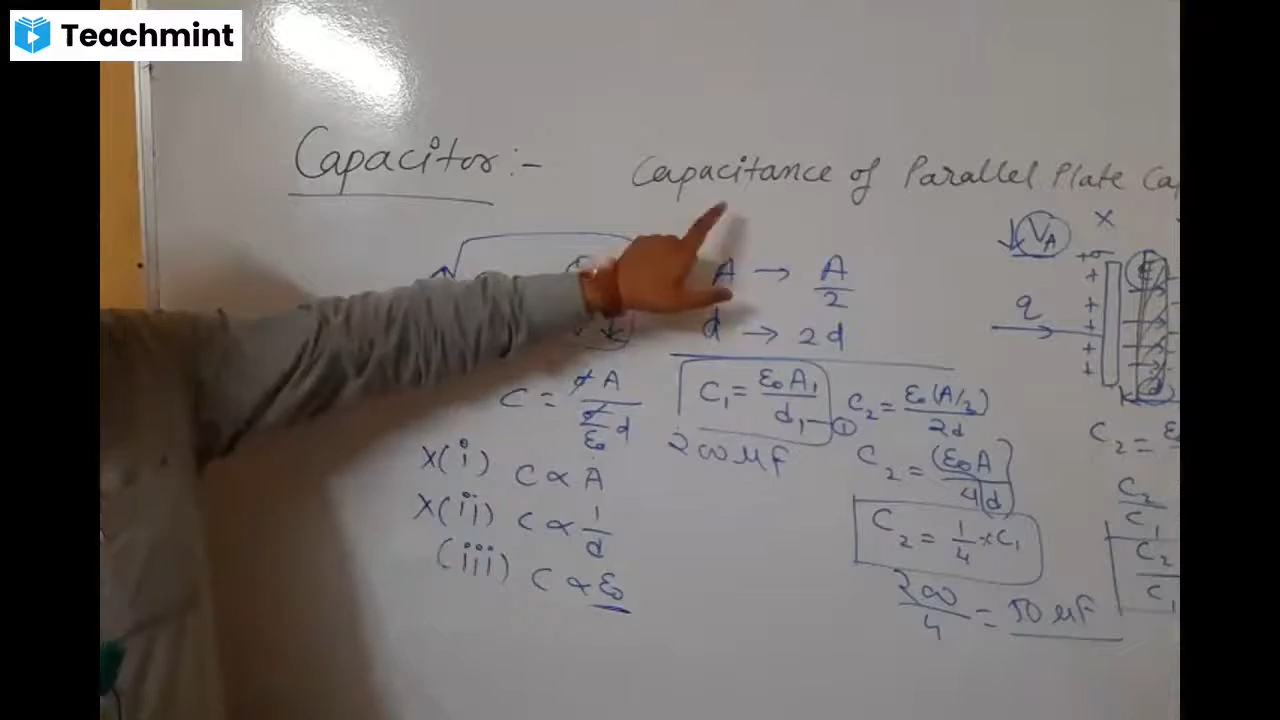 Teachmint
Capacitor:-
Capacitance of Parallel Plate Ca
A → A/2
d → 2d
C = A / ε₀ d
X(i) C ∝ A
X(ii) C ∝ 1/d
(iii) C ∝ ε₀
C₁ = ε₀A₁/d₁ —①
200 μF
C₂ = ε₀(A/2)/2d
C₂ = (ε₀A)/4d
C₂ = 1/4 × C₁
200/4 = 50 μF
V_A
X
q
+
+
+
+
+
+
C₂ =
C₂/C₁
C₂/C₁